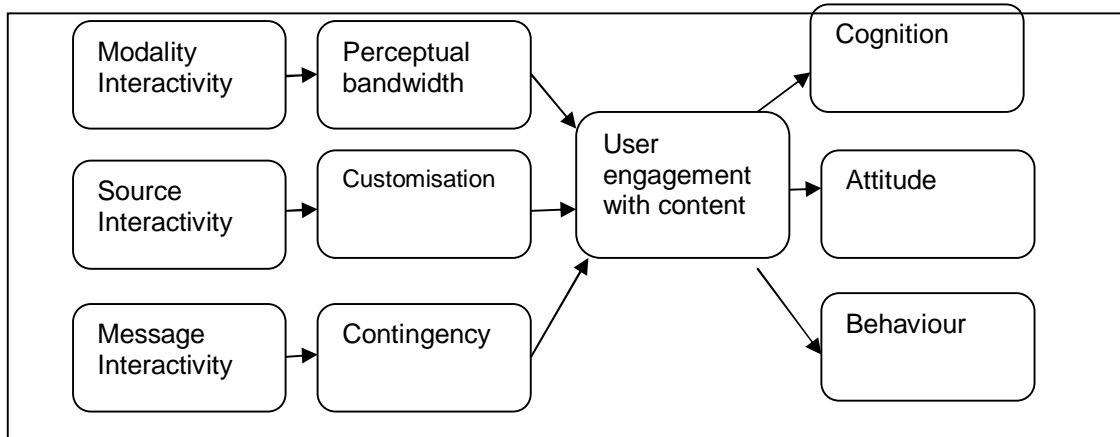 Modality
Interactivity
Perceptual
bandwidth
Cognition
Source
Interactivity
Customisation
User
engagement
with content
Attitude
Message
Interactivity
Contingency
Behaviour